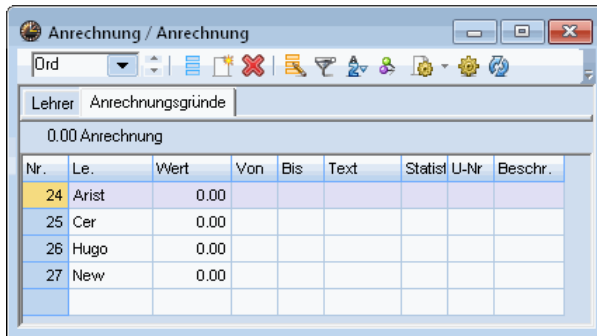 Anrechnung / Anrechnung
Ord
Lehrer Anrechnungsgründe
0.00 Anrechnung
Nr. Le. Wert Von Bis Text Statist U-Nr Beschr.
24 Arist 0.00
25 Cer 0.00
26 Hugo 0.00
27 New 0.00